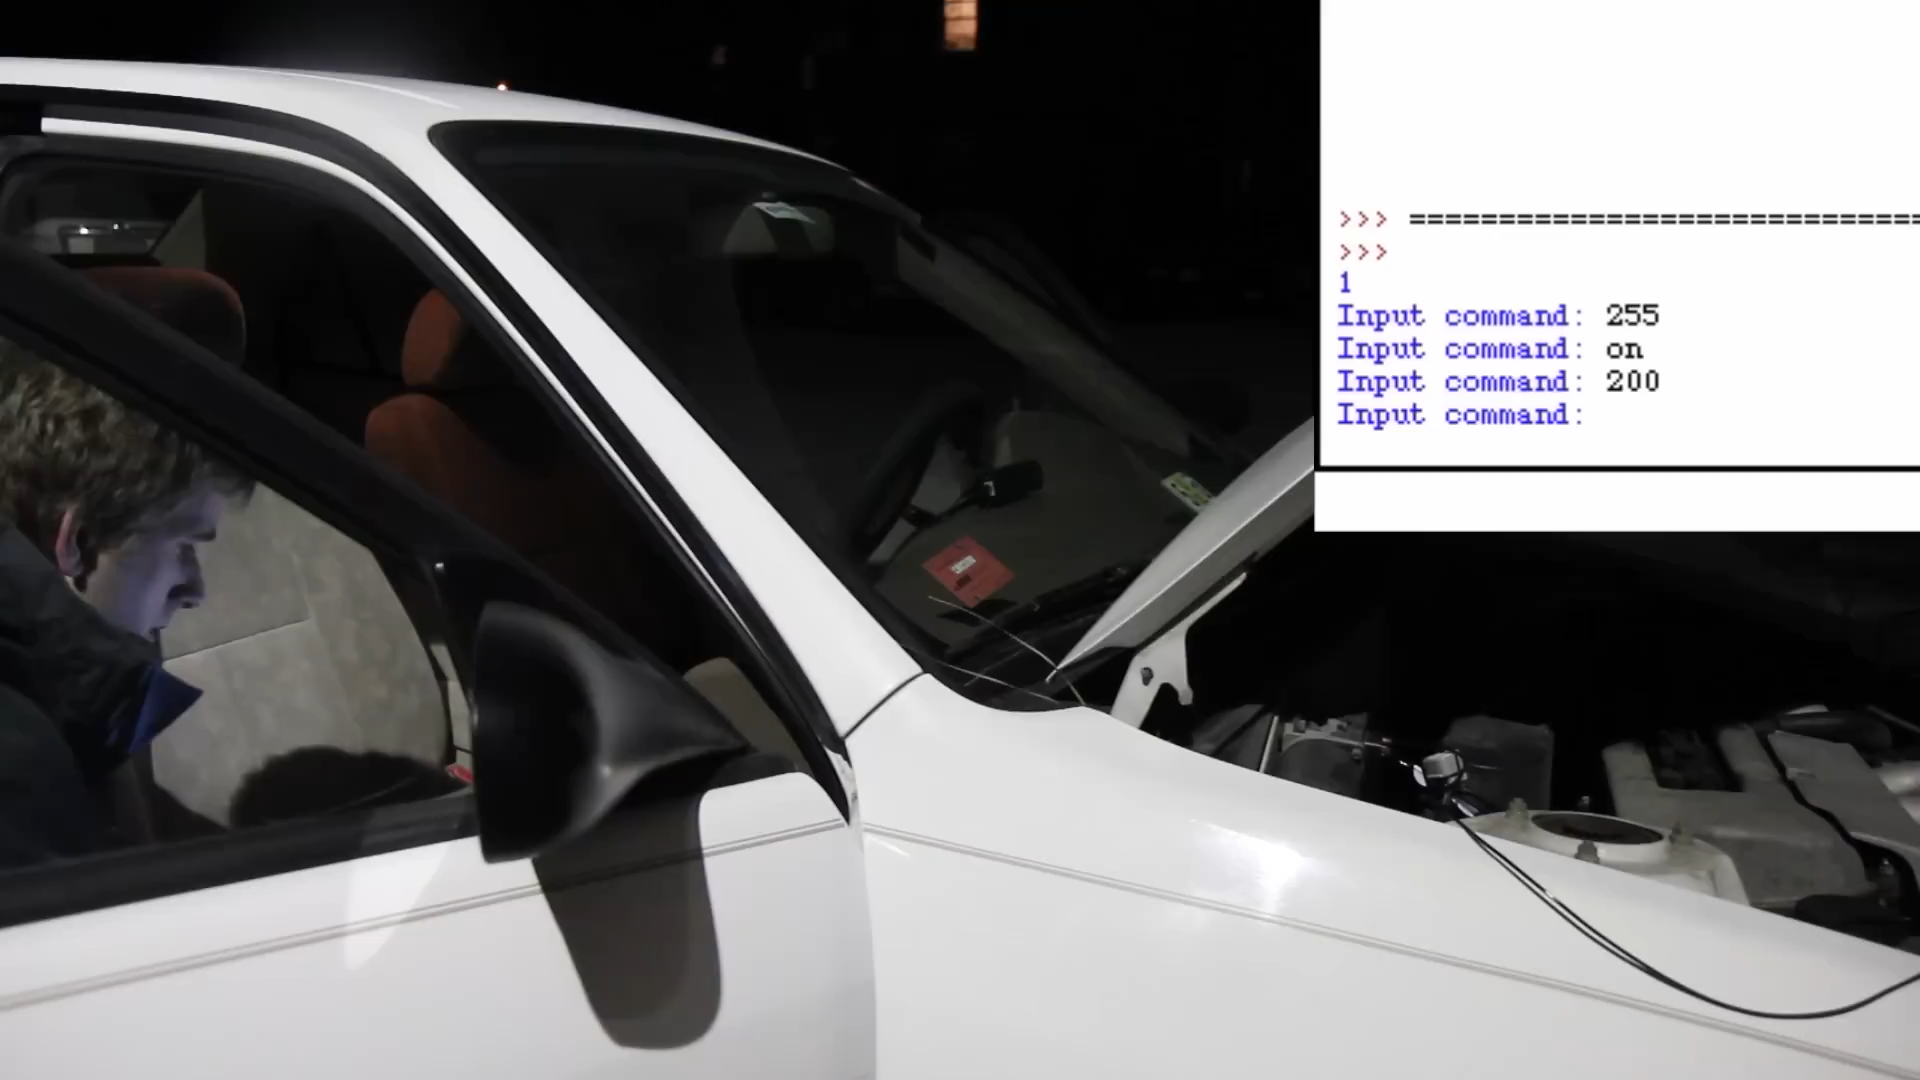 >>> ==============================
>>>
1
Input command: 255
Input command: on
Input command: 200
Input command: